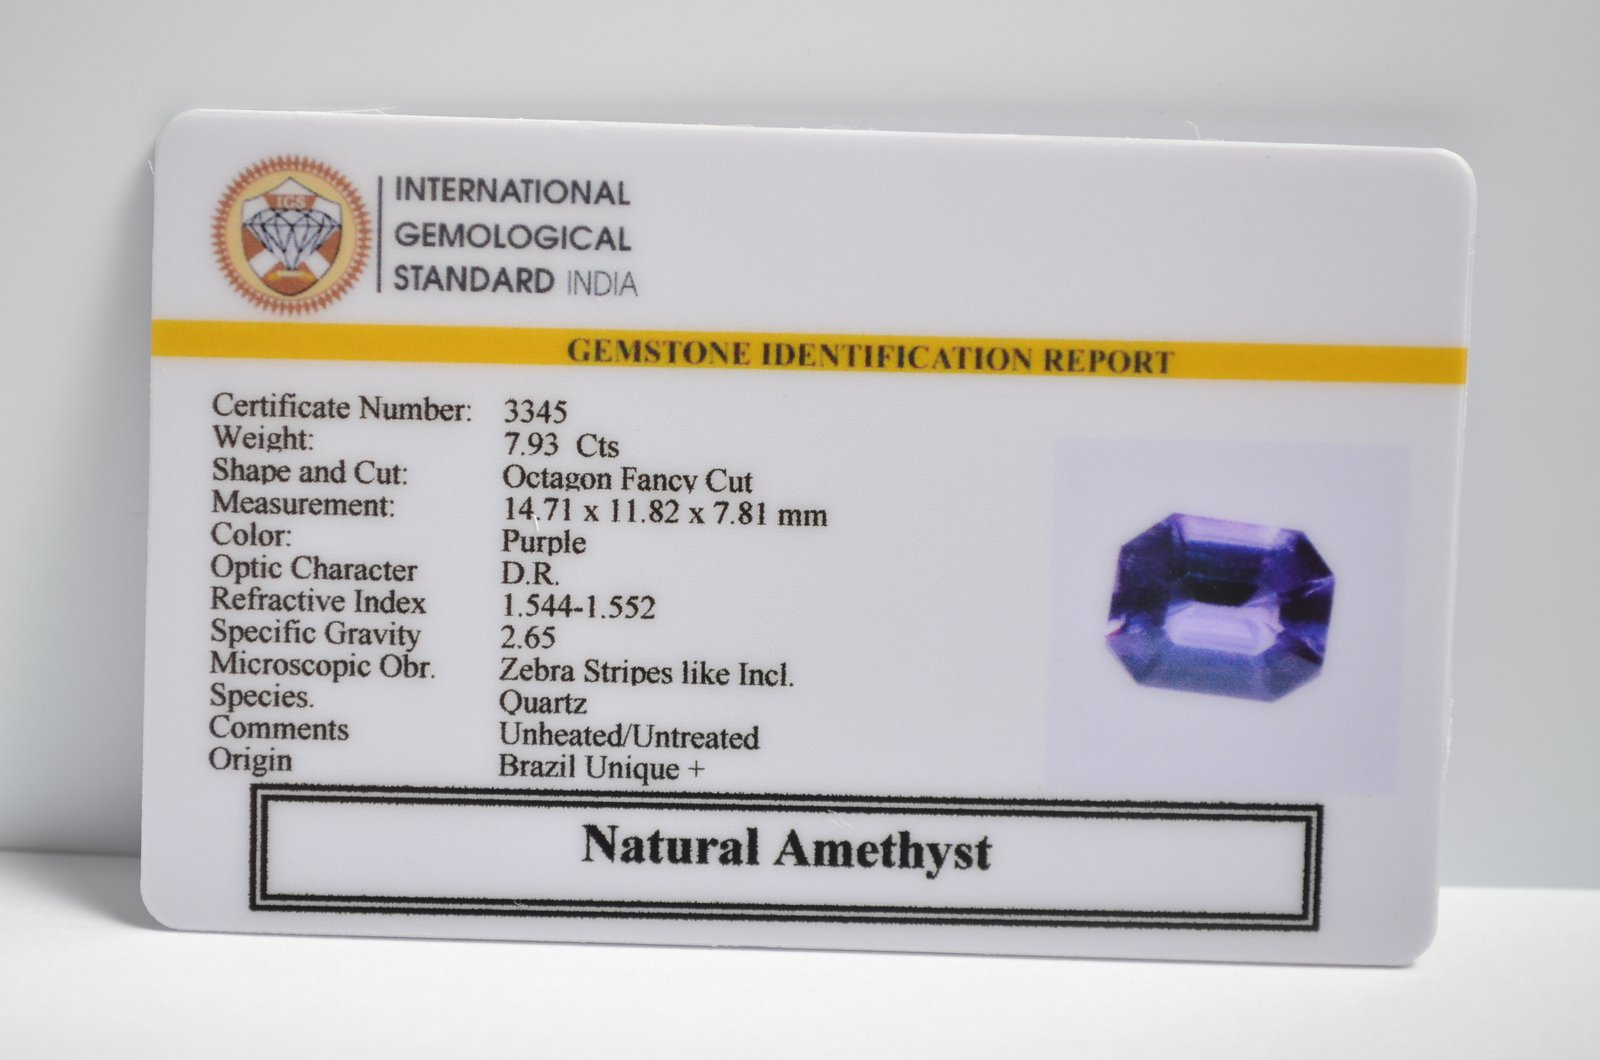 IGS
INTERNATIONAL
GEMOLOGICAL
STANDARD INDIA
GEMSTONE IDENTIFICATION REPORT
Certificate Number: 3345
Weight: 7.93 Cts
Shape and Cut: Octagon Fancy Cut
Measurement: 14.71 x 11.82 x 7.81 mm
Color: Purple
Optic Character D.R.
Refractive Index 1.544-1.552
Specific Gravity 2.65
Microscopic Obr. Zebra Stripes like Incl.
Species. Quartz
Comments Unheated/Untreated
Origin Brazil Unique +
Natural Amethyst